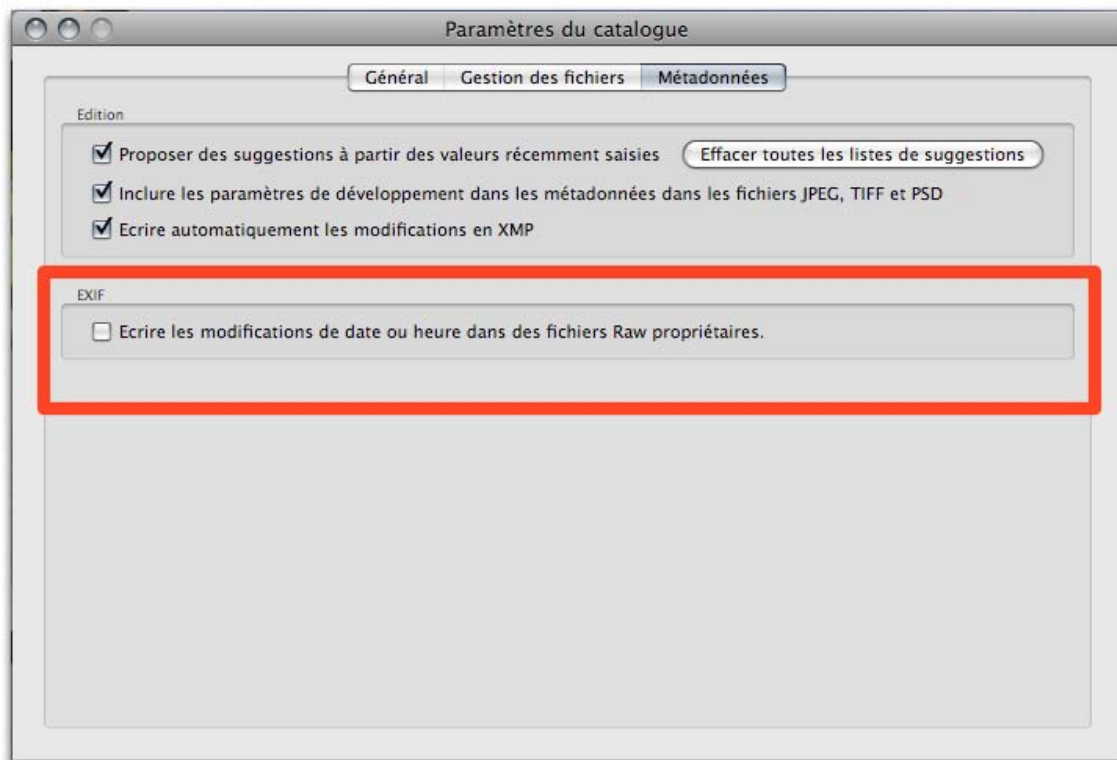 Paramètres du catalogue
Général Gestion des fichiers Métadonnées
Edition
Proposer des suggestions à partir des valeurs récemment saisies Effacer toutes les listes de suggestions
Inclure les paramètres de développement dans les métadonnées dans les fichiers JPEG, TIFF et PSD
Ecrire automatiquement les modifications en XMP
EXIF
Ecrire les modifications de date ou heure dans des fichiers Raw propriétaires.